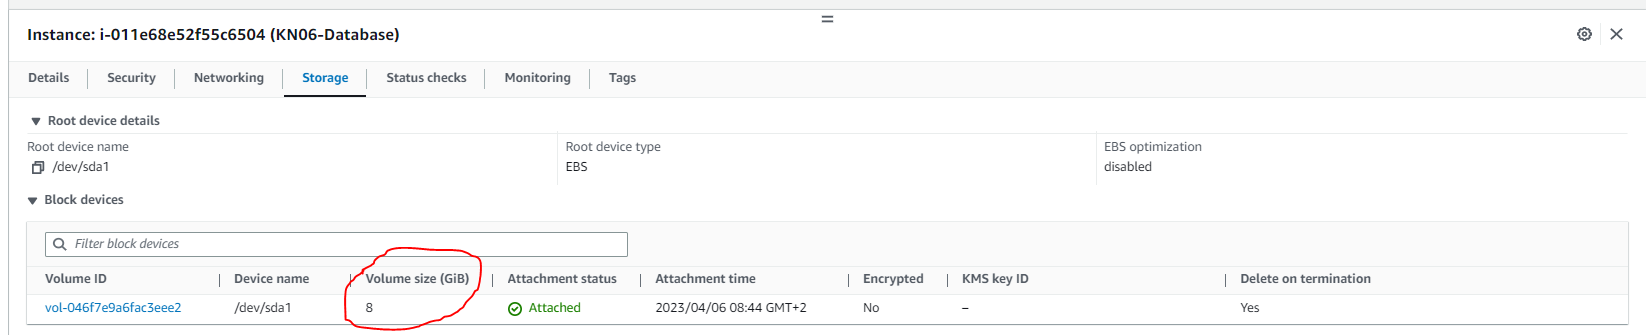 Instance: i-011e68e52f55c6504 (KN06-Database)
Details Security Networking Storage Status checks Monitoring Tags
Root device details
Root device name Root device type EBS optimization
/dev/sda1 EBS disabled
Block devices
Filter block devices
Volume ID Device name Volume size (GiB) Attachment status Attachment time Encrypted KMS key ID Delete on termination
vol-046f7e9a6fac3eee2 /dev/sda1 8 Attached 2023/04/06 08:44 GMT+2 No – Yes